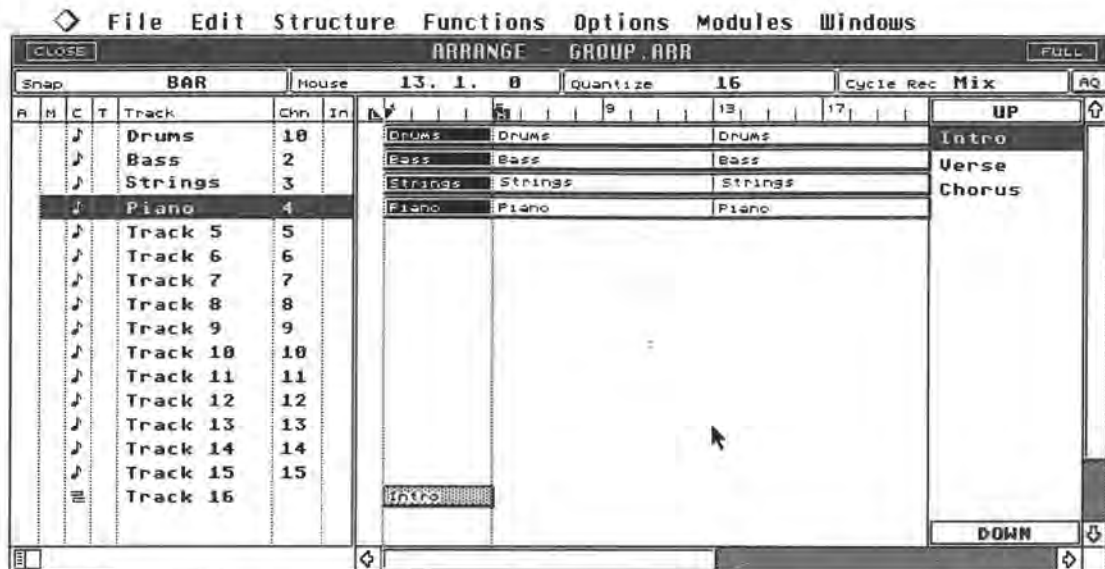 File Edit Structure Functions Options Modules Windows
CLOSE ARRANGE - GROUP.ARR FULL
Snap BAR Mouse 13. 1. 0 Quantize 16 Cycle Rec Mix AQ
A M C T Track Chn In 5 9 13 17 UP
Drums 10 Drums Drums Drums Intro
Bass 2 Bass Bass Bass Verse
Strings 3 Strings Strings Strings Chorus
Piano 4 Piano Piano Piano
Track 5 5
Track 6 6
Track 7 7
Track 8 8
Track 9 9
Track 10 10
Track 11 11
Track 12 12
Track 13 13
Track 14 14
Track 15 15
Track 16 Intro
DOWN